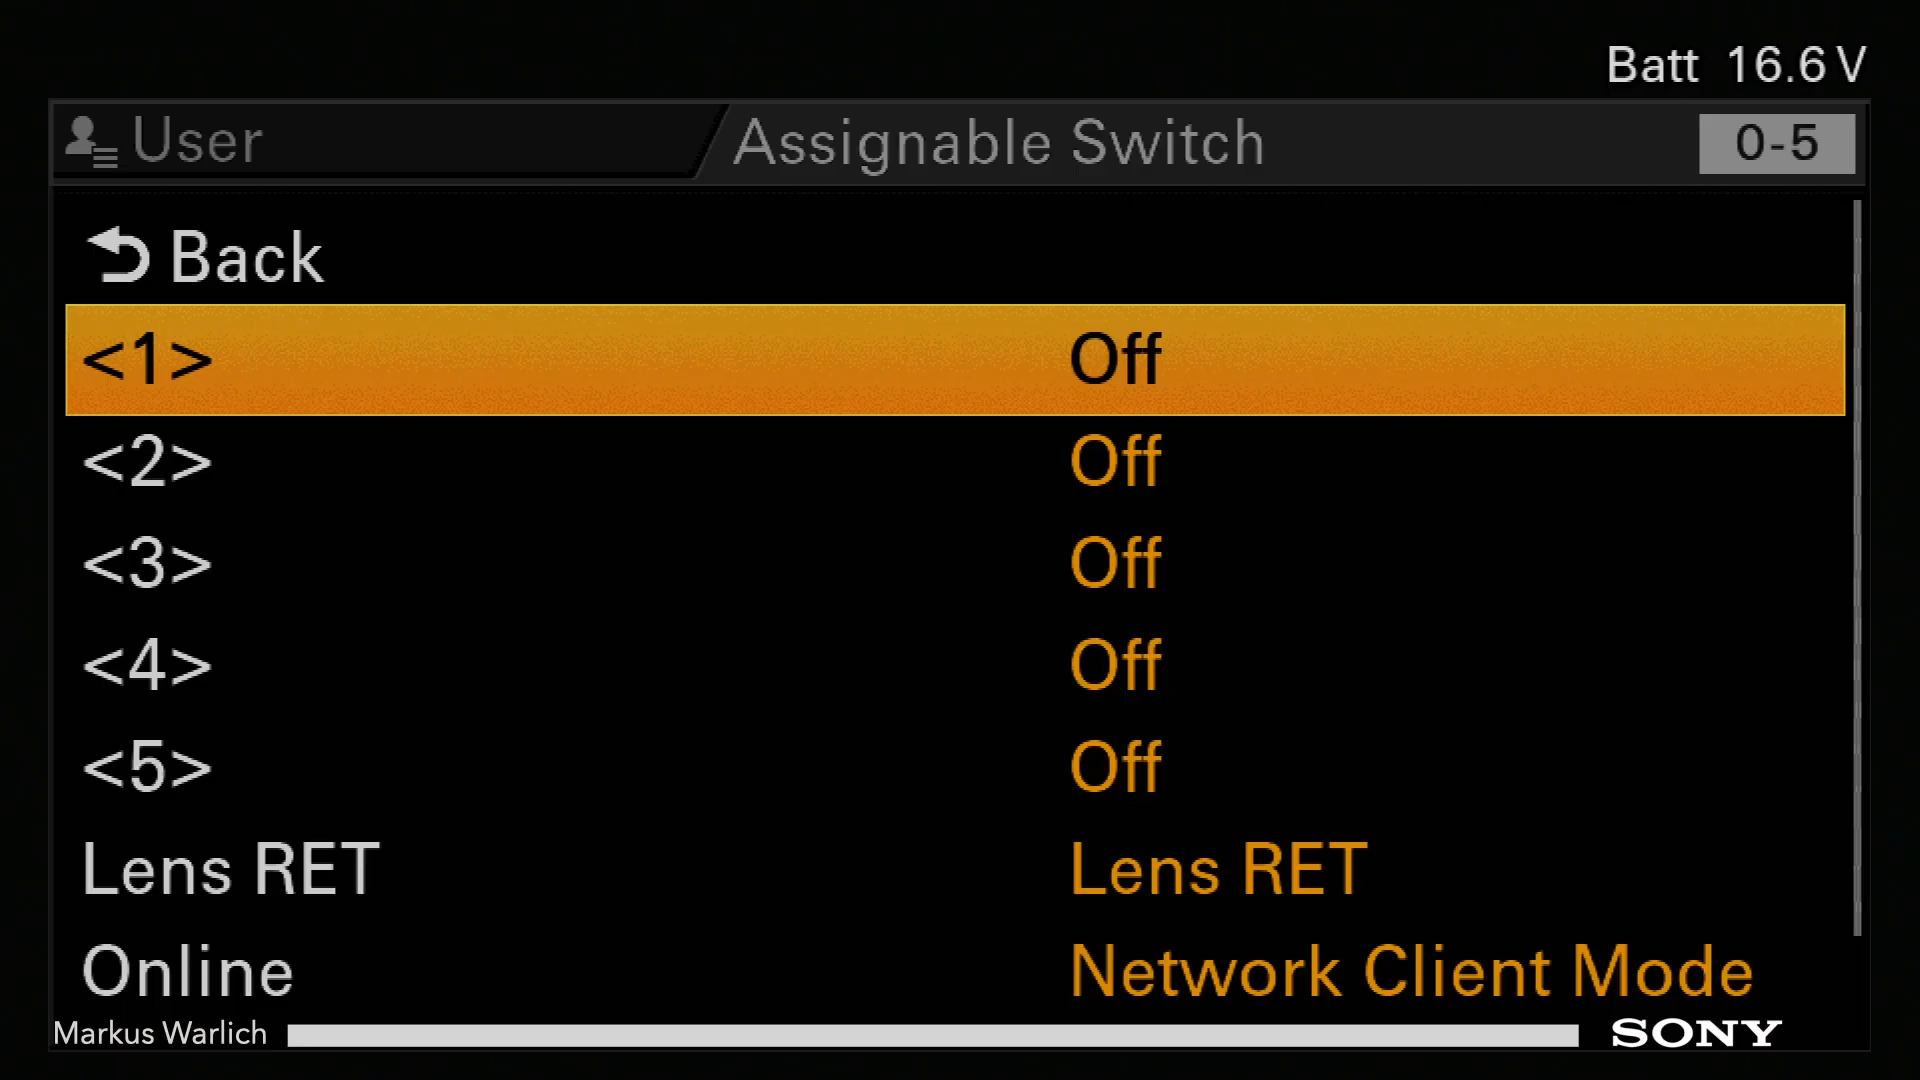 Batt 16.6 V
User
Assignable Switch
0-5
Back
<1> Off
<2> Off
<3> Off
<4> Off
<5> Off
Lens RET Lens RET
Online Network Client Mode
Markus Warlich
SONY